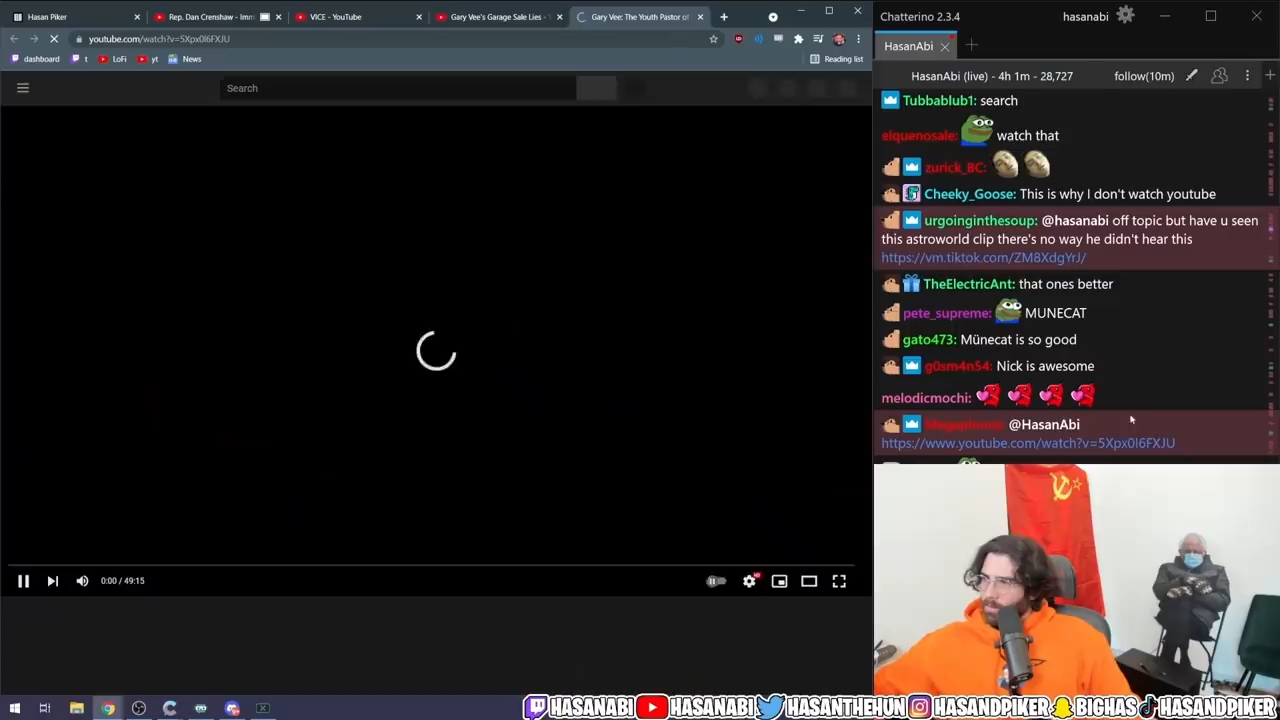 Hasan Piker
Rep. Dan Crenshaw - Imm
VICE - YouTube
Gary Vee's Garage Sale Lies -
Gary Vee: The Youth Pastor of
youtube.com/watch?v=5Xpx0I6FXJU
dashboard
t
LoFi
yt
News
Reading list
Search
0:00 / 49:15
Chatterino 2.3.4
hasanabi
HasanAbi
HasanAbi (live) - 4h 1m - 28,727
follow(10m)
Tubbablub1: search
elquenosale: watch that
zurick_BC:
Cheeky_Goose: This is why I don't watch youtube
urgoinginthesoup: @hasanabi off topic but have u seen
this astroworld clip there's no way he didn't hear this
https://vm.tiktok.com/ZM8XdgYrJ/
TheElectricAnt: that ones better
pete_supreme: MUNECAT
gato473: Münecat is so good
g0sm4n54: Nick is awesome
melodicmochi:
@HasanAbi
https://www.youtube.com/watch?v=5Xpx0I6FXJU
HASANABI
HASANABI
HASANTHEHUN
HASANDPIKER
BIGHAS
HASANDPIKER